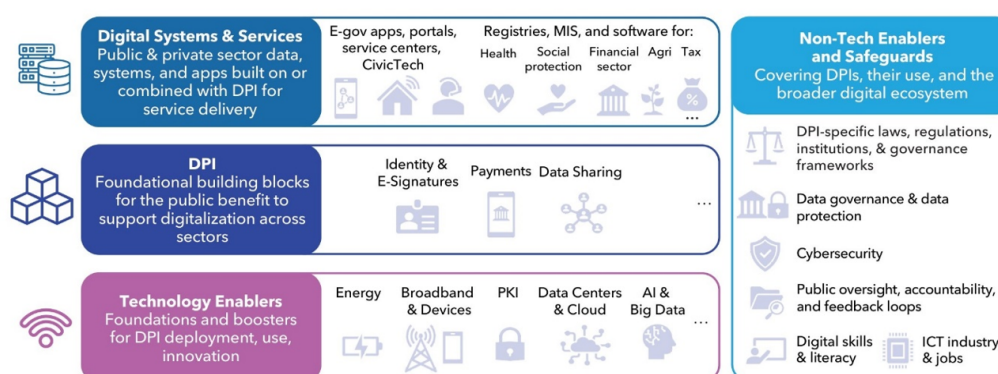 Digital Systems & Services
Public & private sector data,
systems, and apps built on or
combined with DPI for
service delivery
E-gov apps, portals,
service centers,
CivicTech
Registries, MIS, and software for:
Health
Social
protection
Financial
sector
Agri
Tax
%
...
DPI
Foundational building blocks
for the public benefit to
support digitalization across
sectors
Identity &
E-Signatures
Payments
Data Sharing
...
Technology Enablers
Foundations and boosters
for DPI deployment, use,
innovation
Energy
Broadband
& Devices
PKI
Data Centers
& Cloud
AI &
Big Data
...
Non-Tech Enablers
and Safeguards
Covering DPIs, their use, and the
broader digital ecosystem
DPI-specific laws, regulations,
institutions, & governance
frameworks
Data governance & data
protection
Cybersecurity
Public oversight, accountability,
and feedback loops
Digital skills
& literacy
ICT industry
& jobs